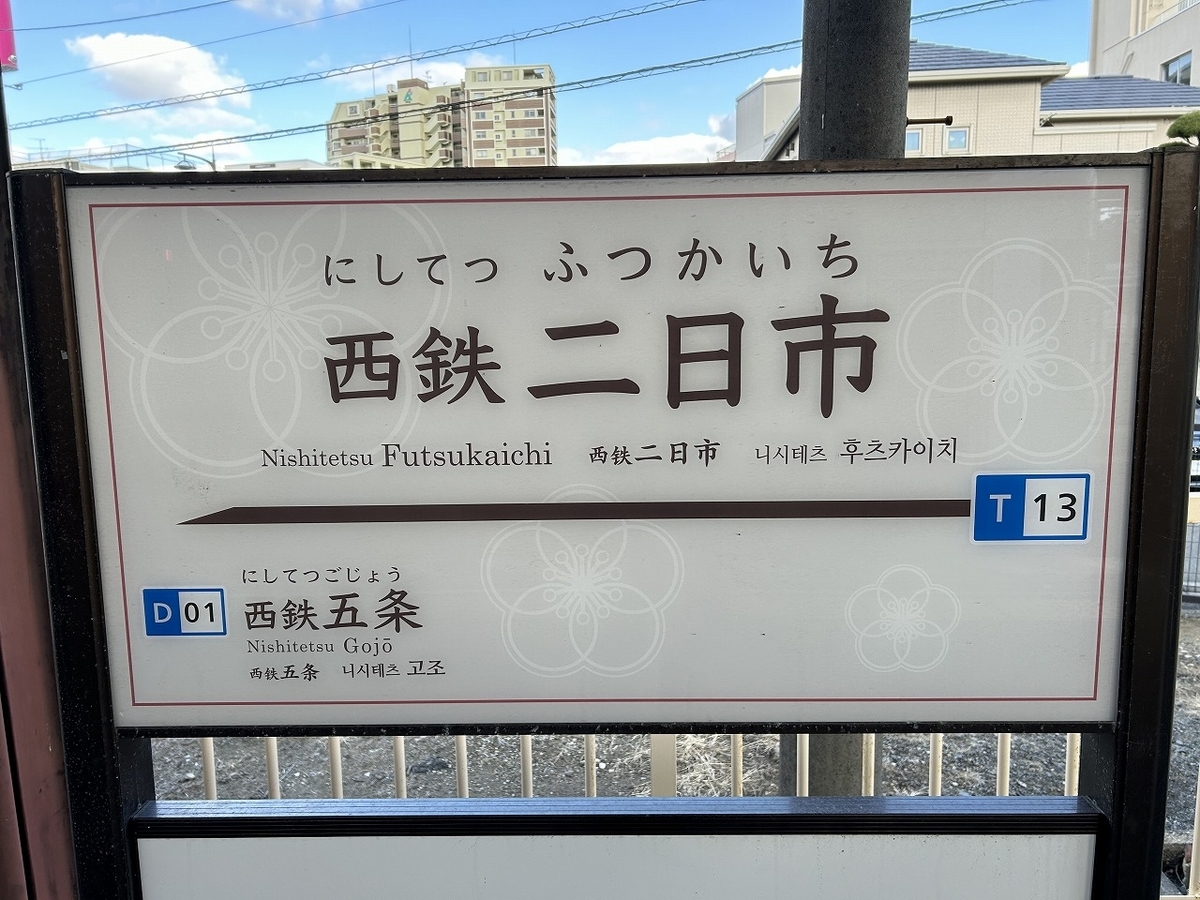 にしてつ ふつかいち
西鉄 二日市
Nishitetsu Futsukaichi 西铁二日市 니시테츠 후츠카이치
T 13
D 01
にしてつごじょう
西鉄五条
Nishitetsu Gojō
西铁五条 니시테츠 고조